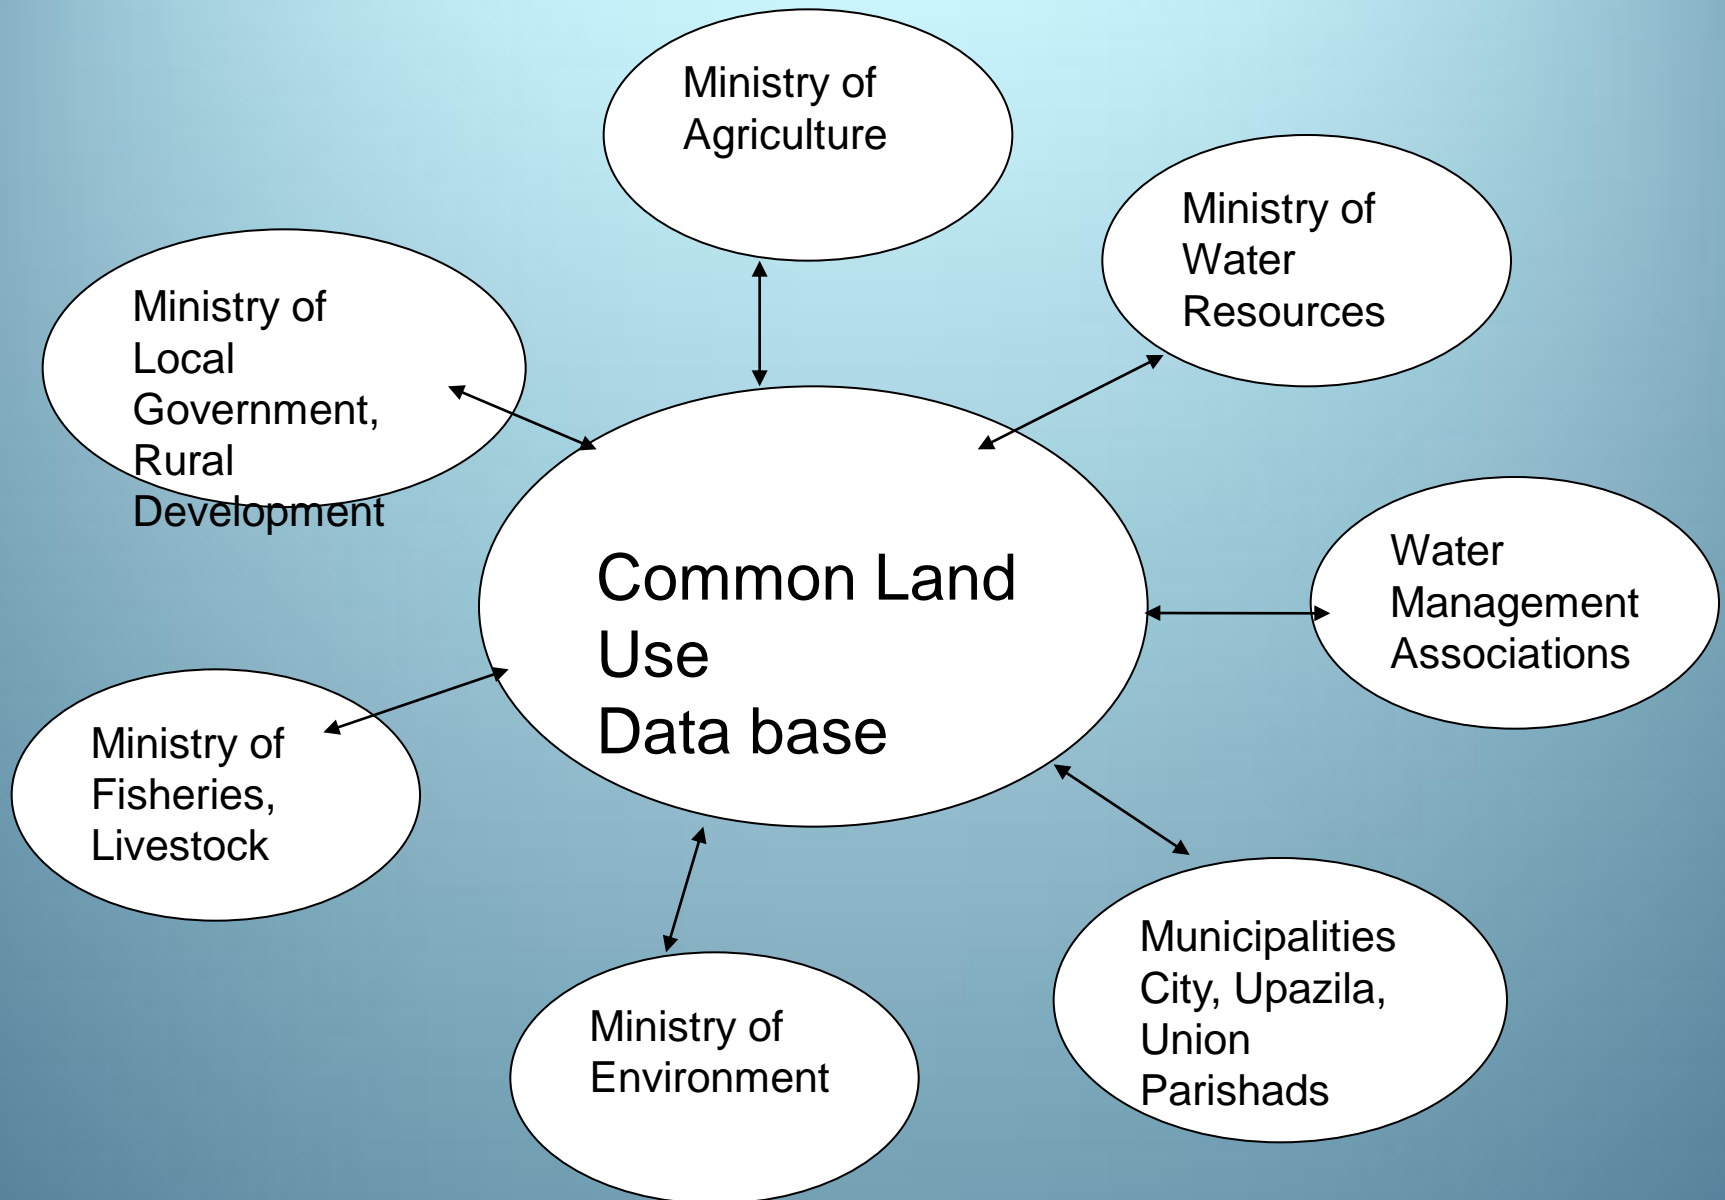 Ministry of
Agriculture
Ministry of
Water
Resources
Ministry of
Local
Government,
Rural
Development
Water
Management
Associations
Common Land
Use
Data base
Ministry of
Fisheries,
Livestock
Municipalities
City, Upazila,
Union
Parishads
Ministry of
Environment